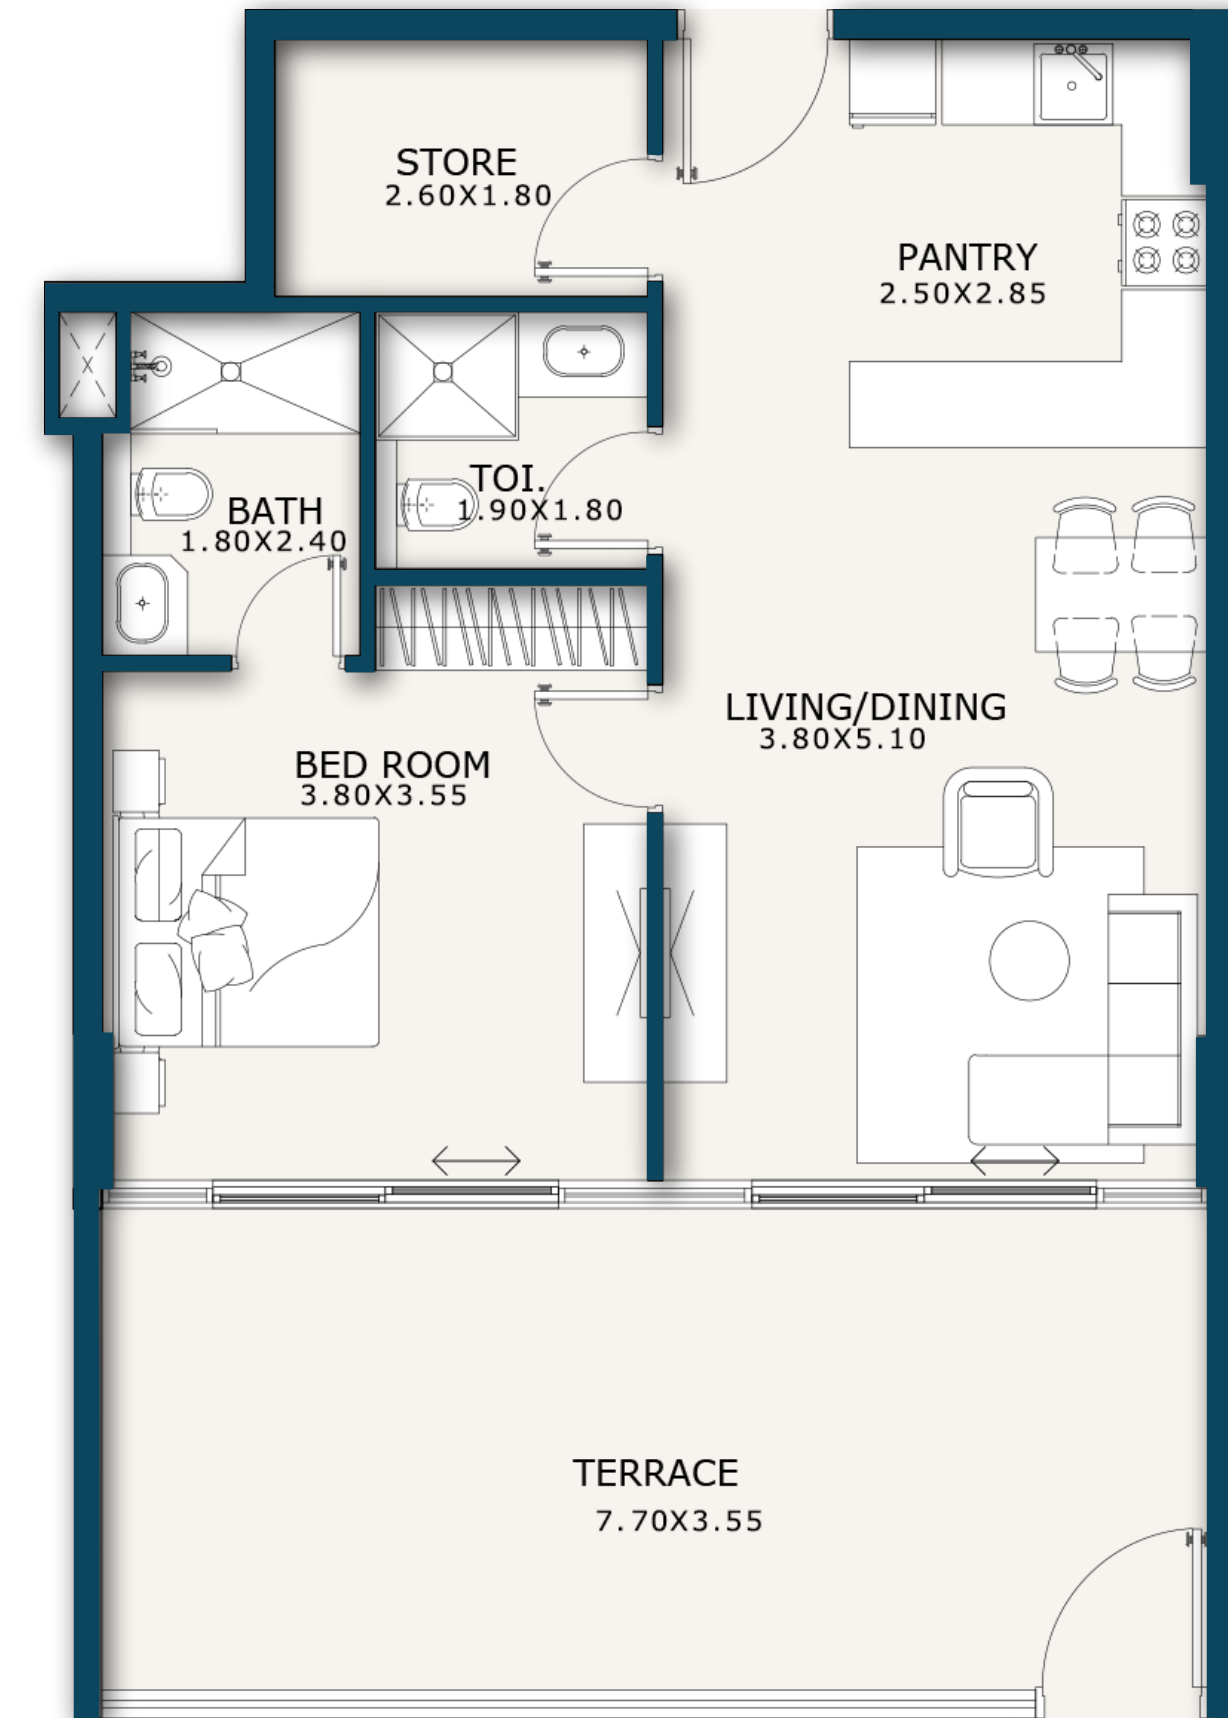 STORE
2.60X1.80
PANTRY
2.50X2.85
TOI.
1.90X1.80
BATH
1.80X2.40
LIVING/DINING
3.80X5.10
BED ROOM
3.80X3.55
TERRACE
7.70X3.55